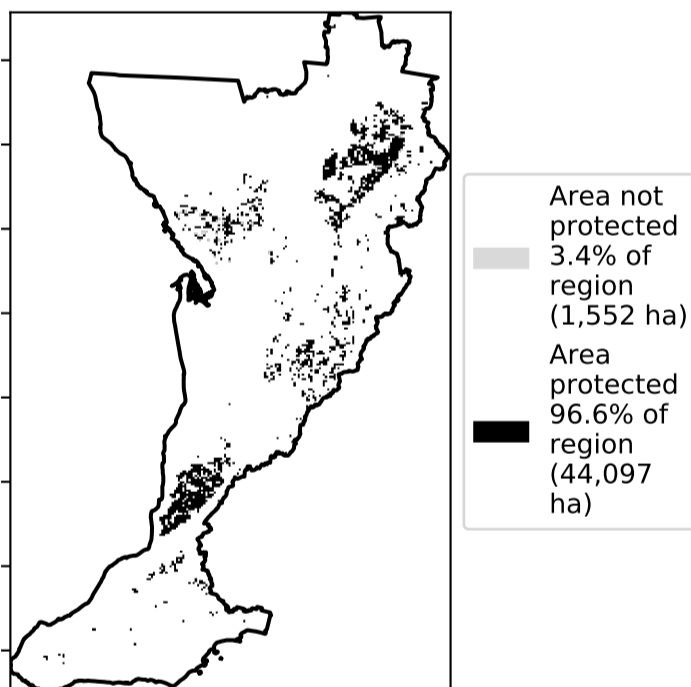 Area not
protected
3.4% of
region
(1,552 ha)
Area
protected
96.6% of
region
(44,097
ha)